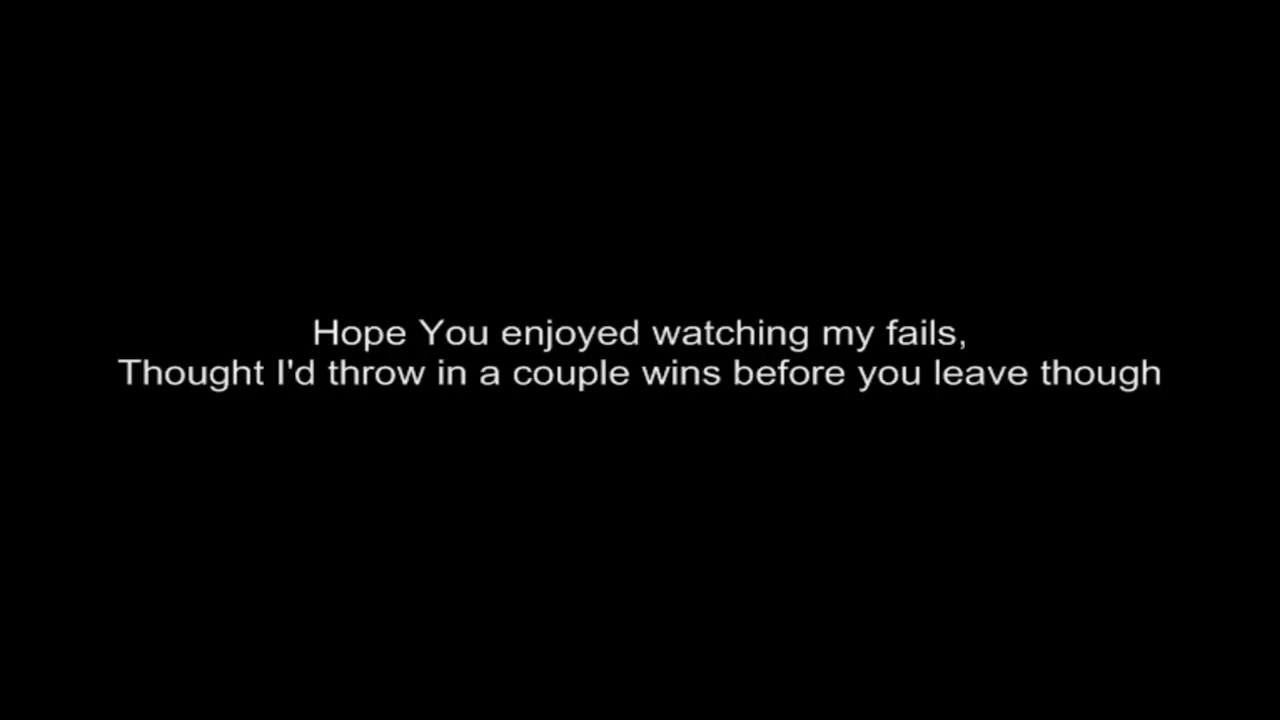 Hope You enjoyed watching my fails,
Thought I'd throw in a couple wins before you leave though